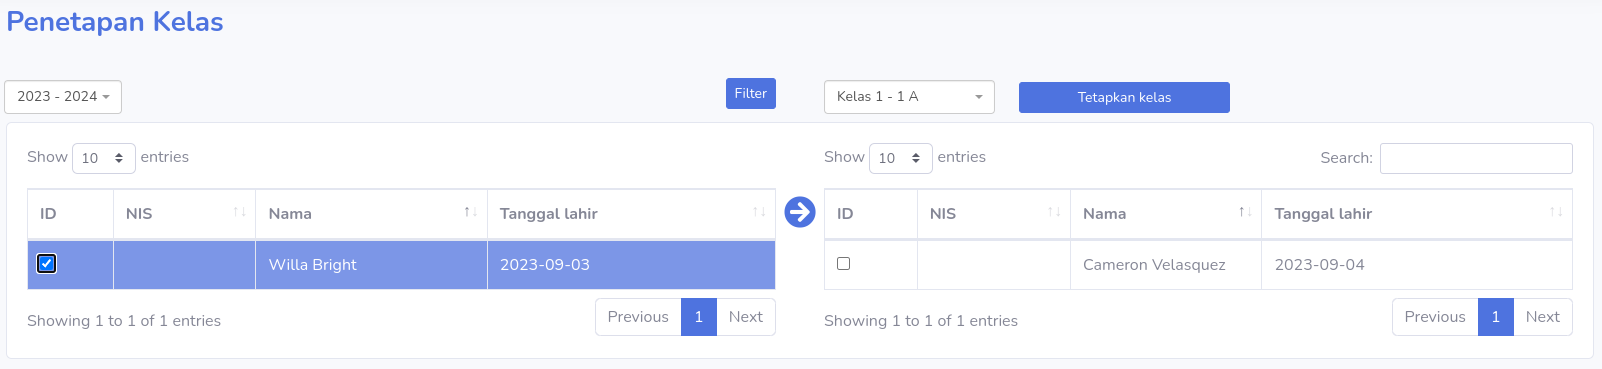 Penetapan Kelas
2023 - 2024
Filter
Kelas 1 - 1 A
Tetapkan kelas
Show 10 entries
ID NIS Nama Tanggal lahir
Willa Bright 2023-09-03
Showing 1 to 1 of 1 entries
Previous 1 Next
Show 10 entries
Search:
ID NIS Nama Tanggal lahir
Cameron Velasquez 2023-09-04
Showing 1 to 1 of 1 entries
Previous 1 Next